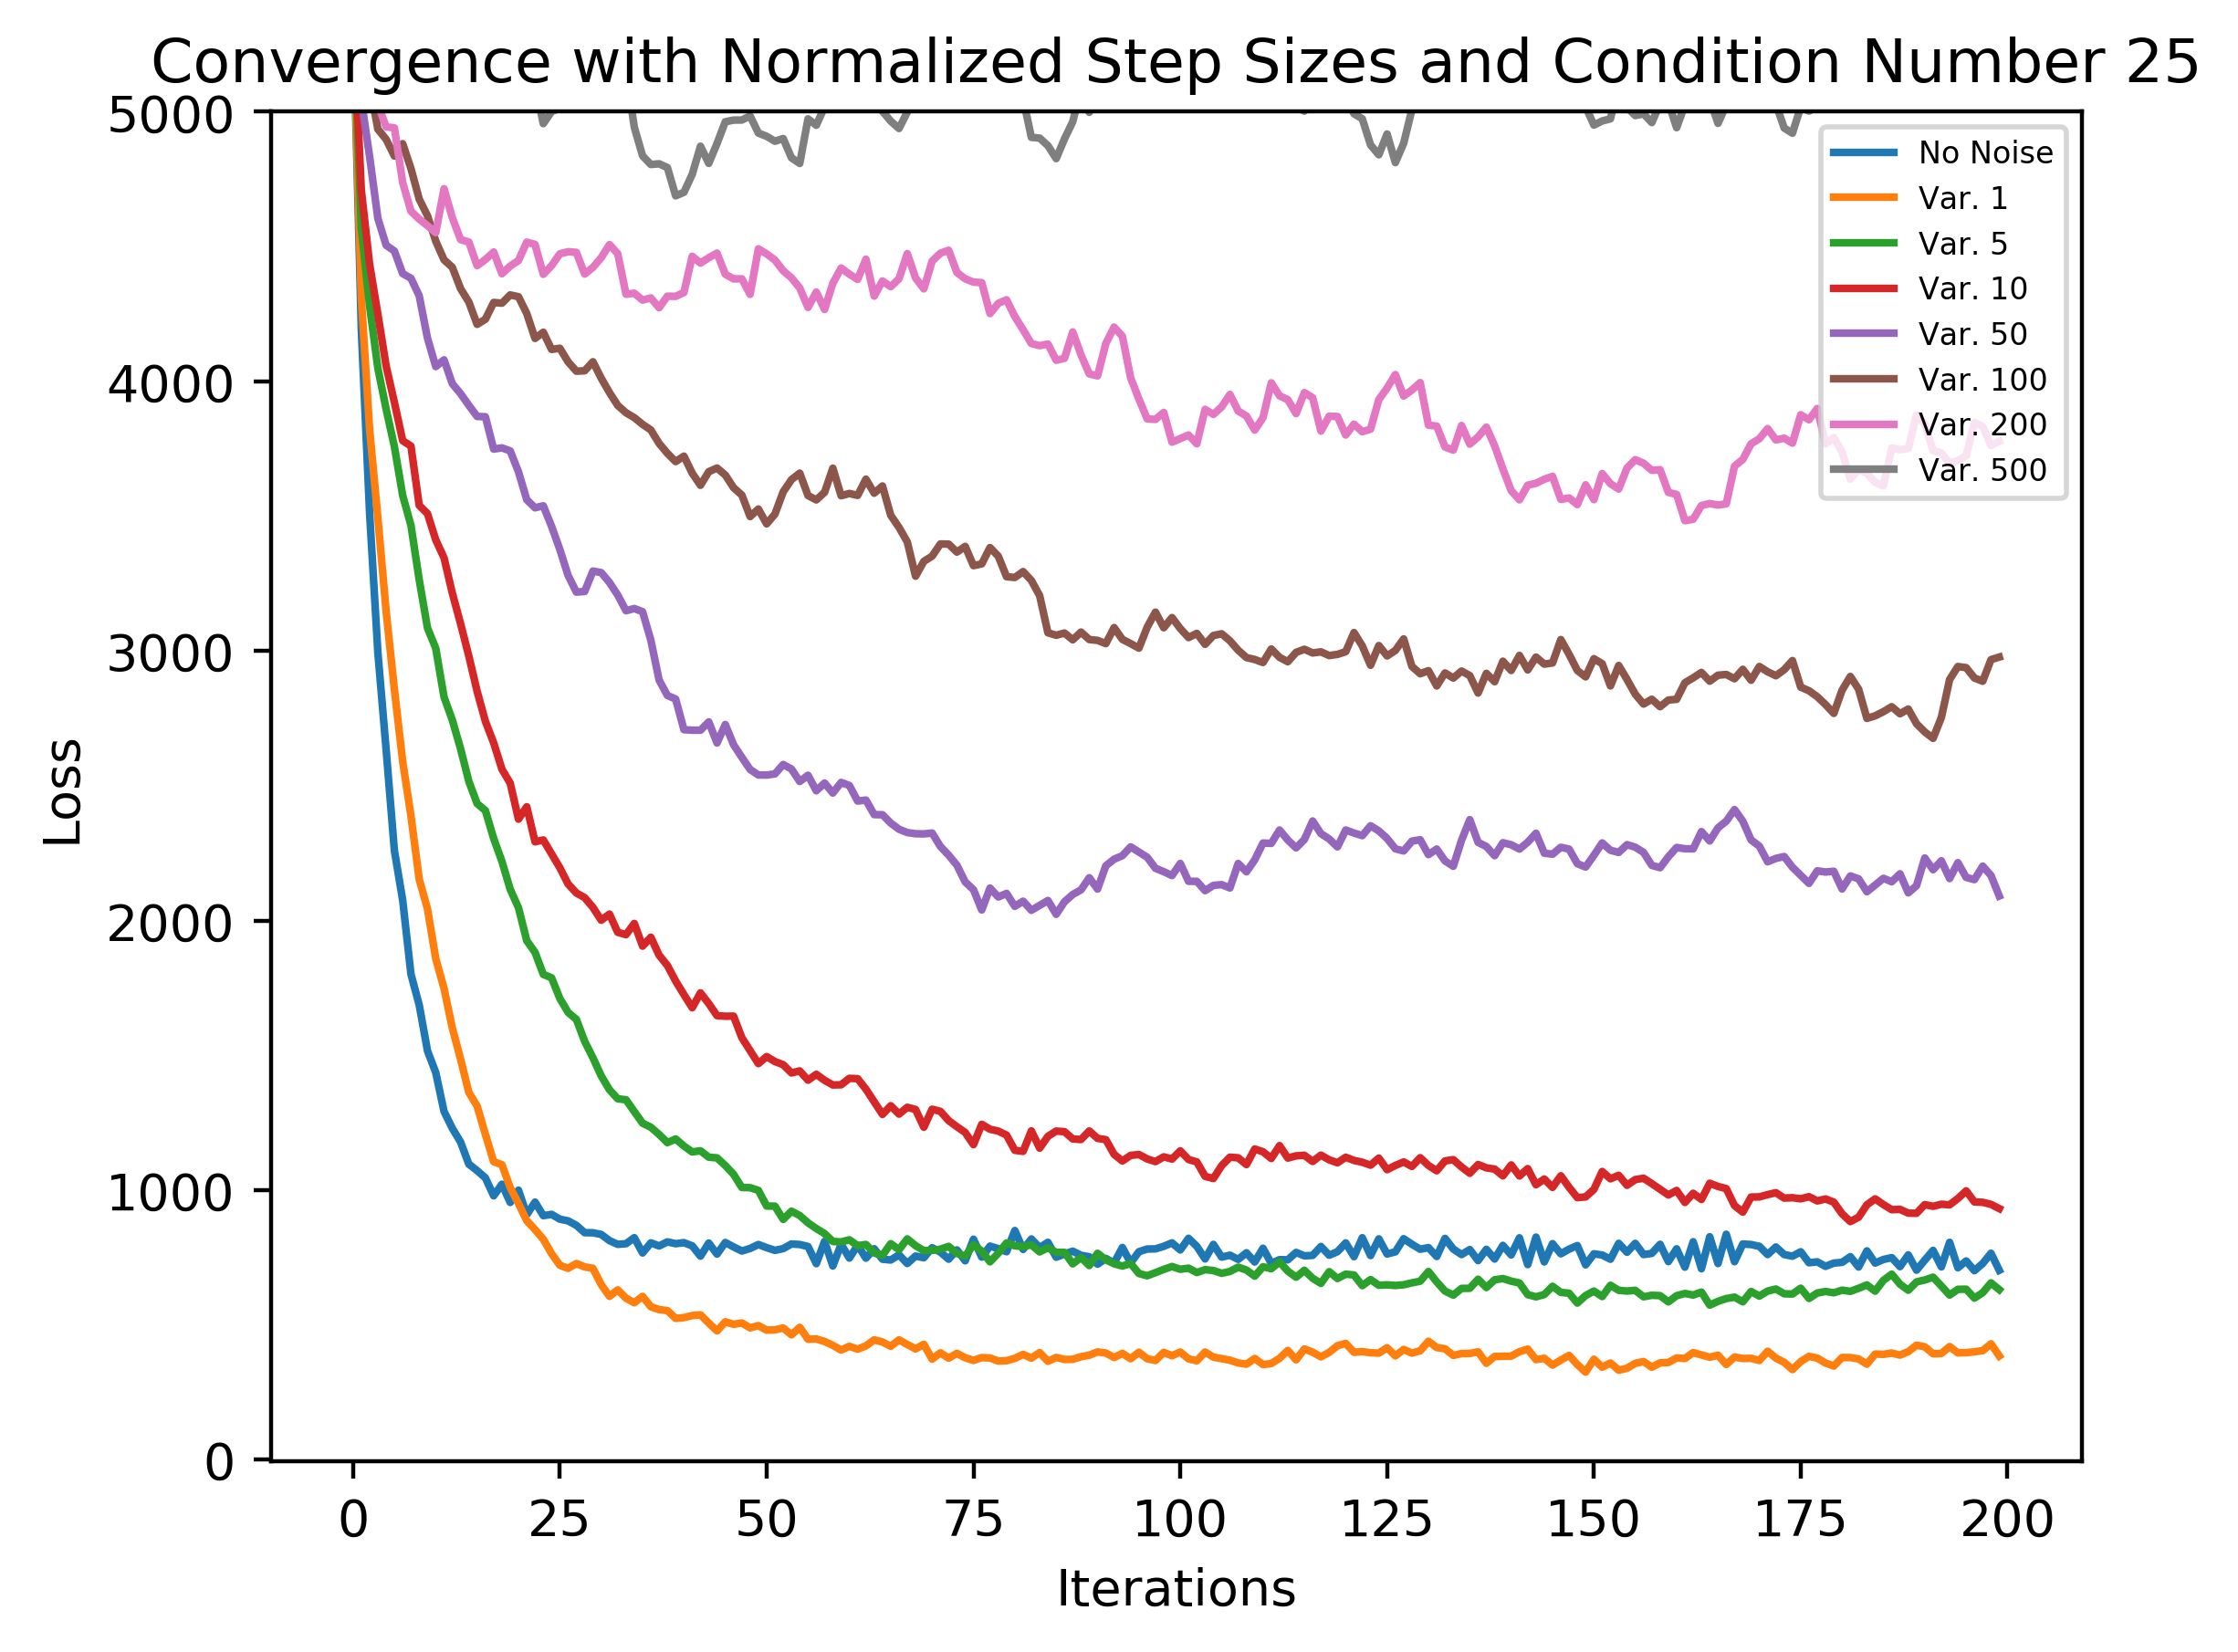 Convergence with Normalized Step Sizes and Condition Number 25
5000
4000
3000
2000
1000
0
Loss
No Noise
Var. 1
Var. 5
Var. 10
Var. 50
Var. 100
Var. 200
Var. 500
0 25 50 75 100 125 150 175 200
Iterations